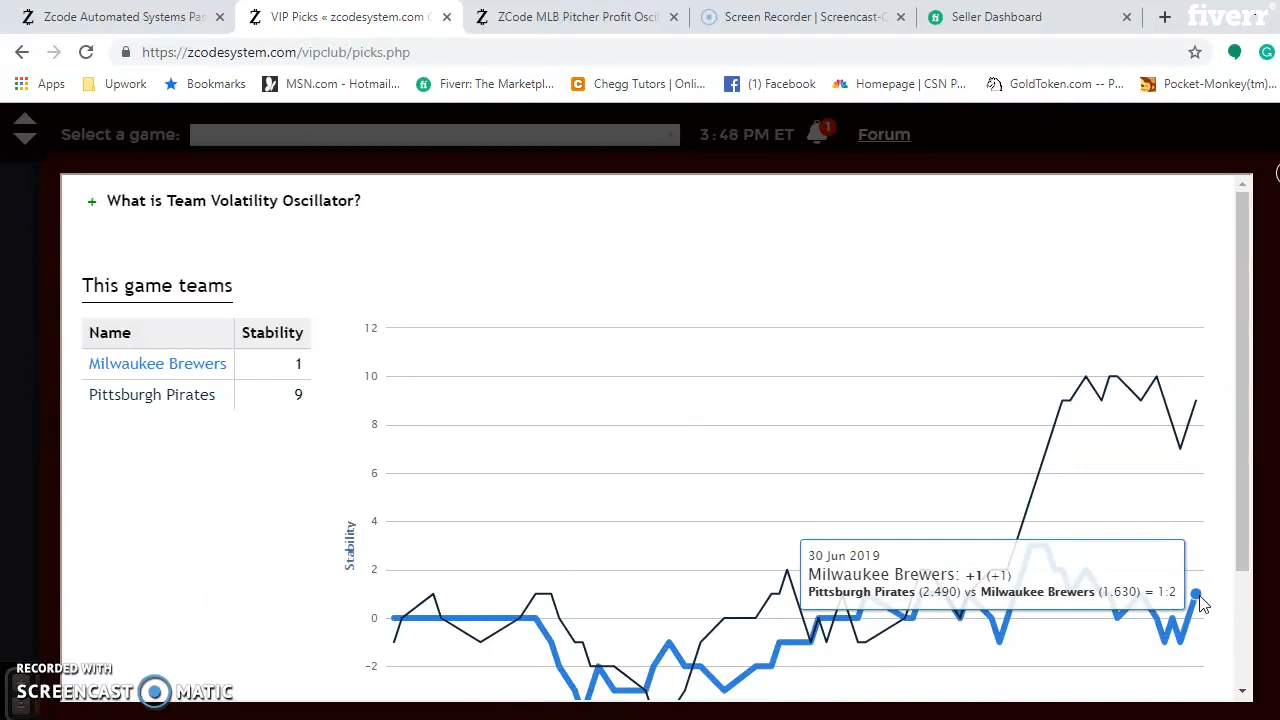 Zcode Automated Systems Pas
VIP Picks « zcodesystem.com
Zcode MLB Pitcher Profit Oscil
Screen Recorder | Screencast-O
Seller Dashboard
fiverr
https://zcodesystem.com/vipclub/picks.php
Apps
Upwork
Bookmarks
MSN.com - Hotmail...
Fiverr: The Marketpl...
Chegg Tutors | Onli...
(1) Facebook
Homepage | CSN P...
GoldToken.com -- P...
Pocket-Monkey(tm)...
Select a game:
3:48 PM ET
1
Forum
+ What is Team Volatility Oscillator?
This game teams
Name Stability
Milwaukee Brewers 1
Pittsburgh Pirates 9
12
10
8
6
4
2
0
-2
Stability
30 Jun 2019
Milwaukee Brewers: +1 (+1)
Pittsburgh Pirates (2.490) vs Milwaukee Brewers (1.630) = 1:2
RECORDED WITH
SCREENCAST MATIC